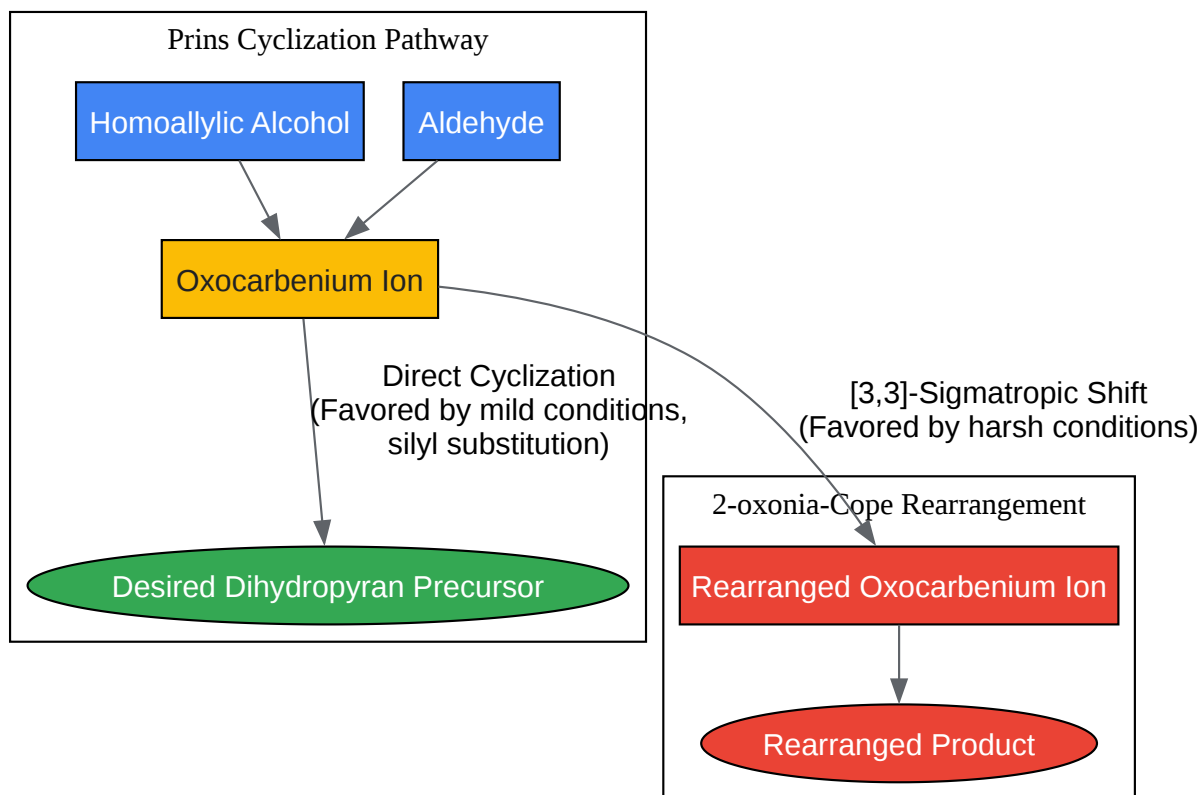 Prins Cyclization Pathway
Homoallylic Alcohol
Aldehyde
Oxocarbenium Ion
Direct Cyclization
(Favored by mild conditions,
silyl substitution)
[3,3]-Sigmatropic Shift
(Favored by harsh conditions)
2-oxonia-Cope Rearrangement
Desired Dihydropyran Precursor
Rearranged Oxocarbenium Ion
Rearranged Product